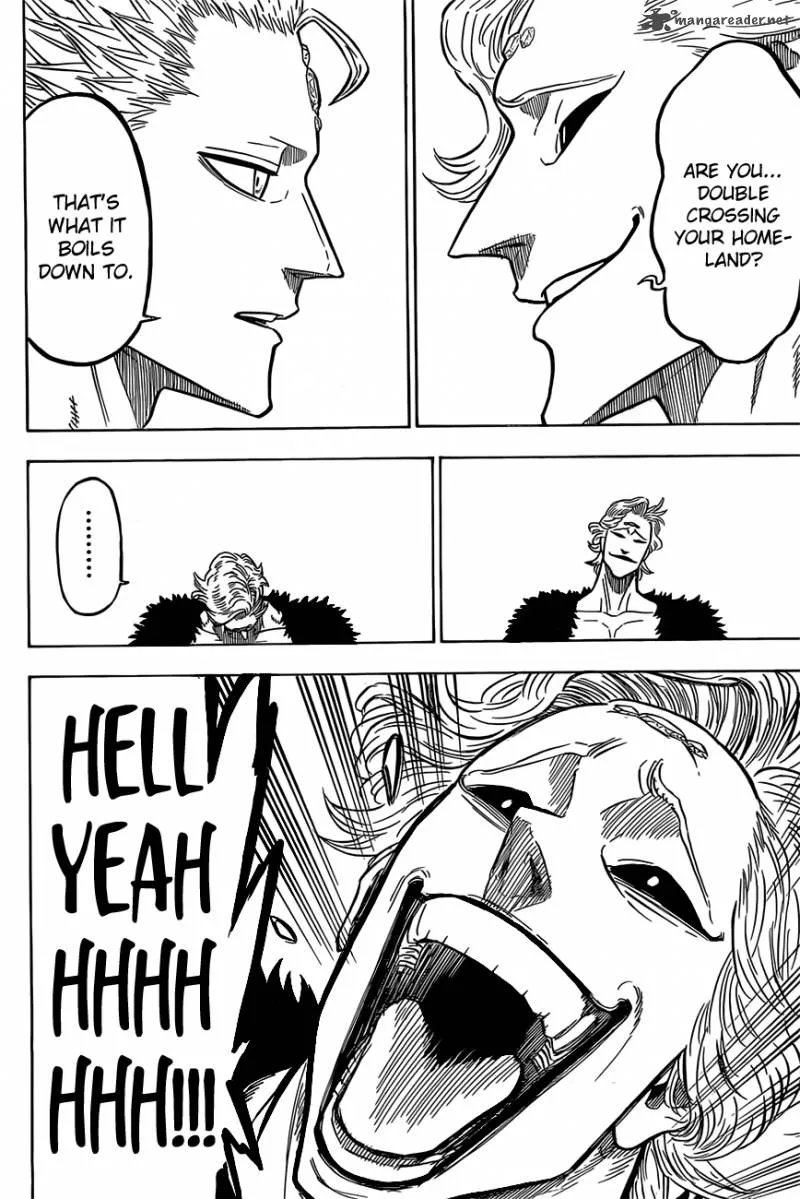 mangareader.net
ARE YOU...
DOUBLE
CROSSING
YOUR HOME-
LAND?
THAT'S
WHAT IT
BOILS
DOWN TO.
........
HELL
YEAH
HHHH
HHH!!!